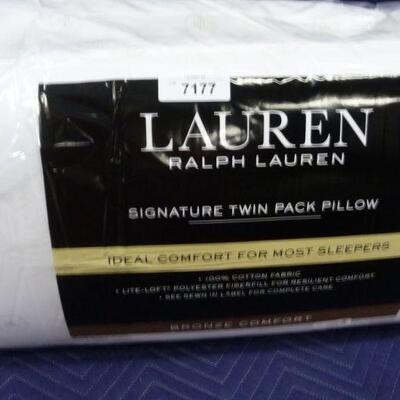 7177
LAUREN
RALPH LAUREN
SIGNATURE TWIN PACK PILLOW
IDEAL COMFORT FOR MOST SLEEPERS
• 100% COTTON FABRIC
• LITE-LOFT® POLYESTER FIBERFILL FOR RESILIENT COMFORT
• SEE SEWN IN LABEL FOR COMPLETE CARE
BRONZE COMFORT